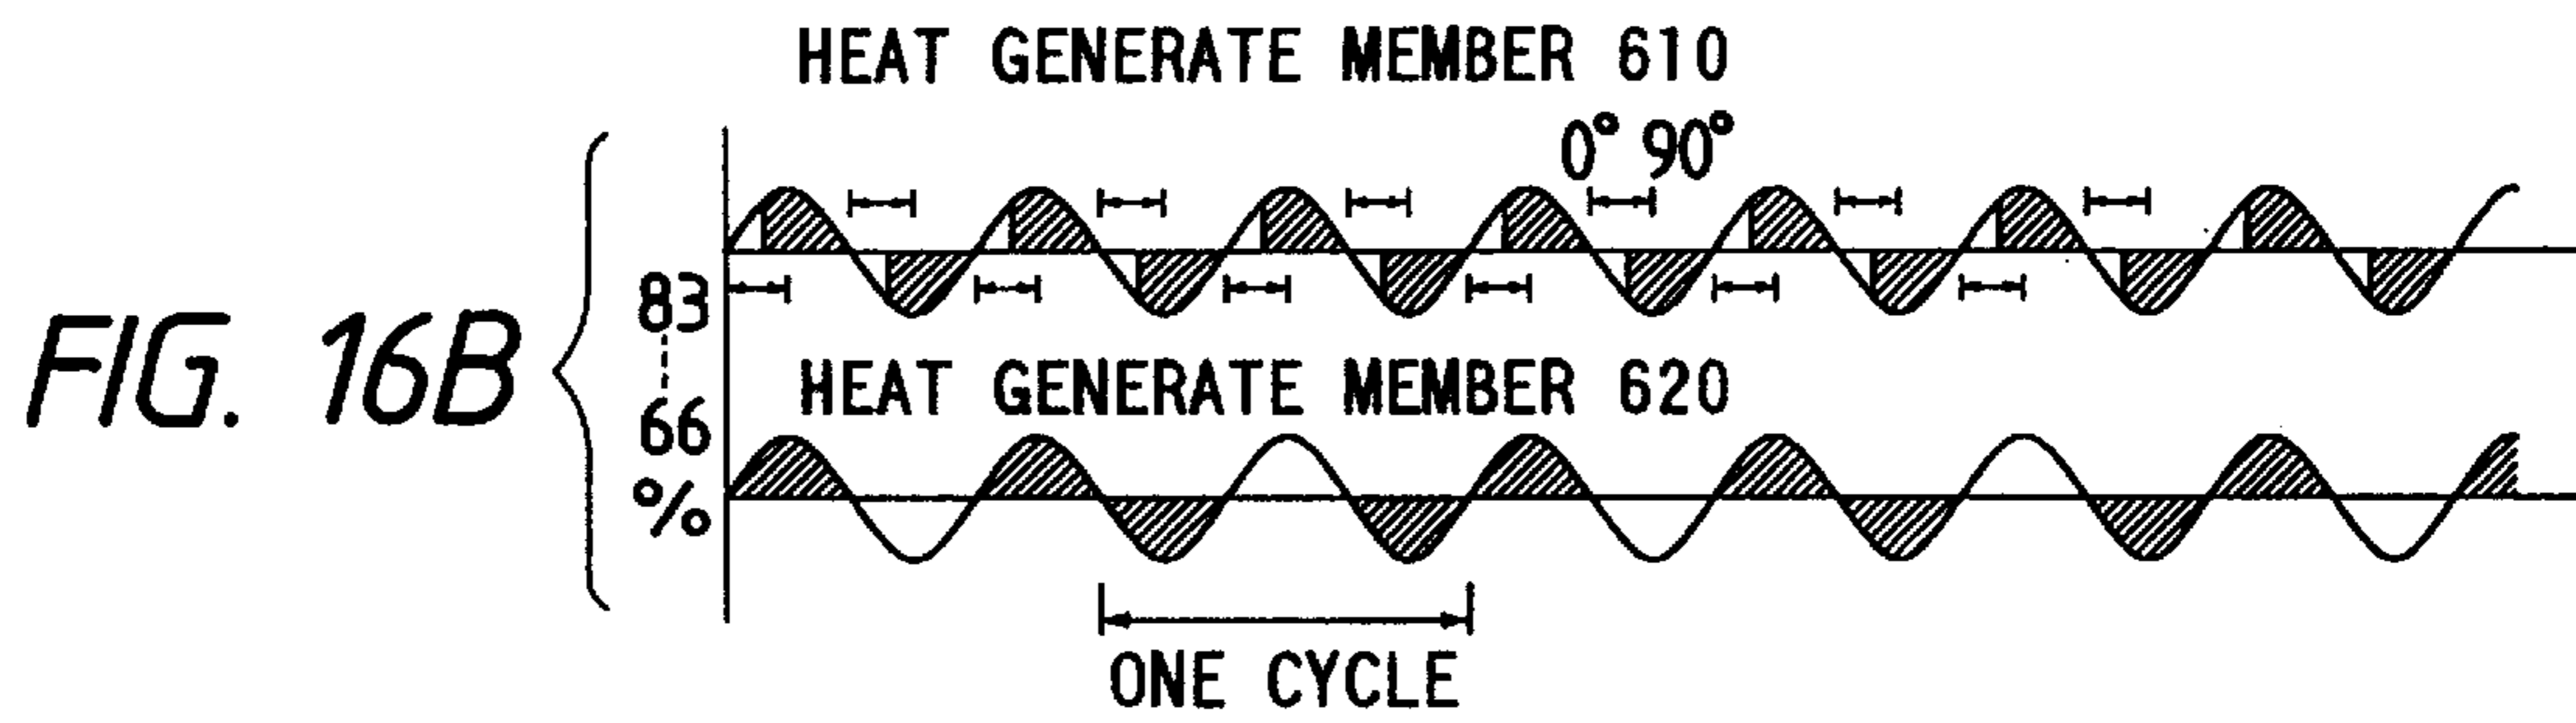 HEAT GENERATE MEMBER 610
0° 90°
FIG. 16B
83
66
%
HEAT GENERATE MEMBER 620
ONE CYCLE